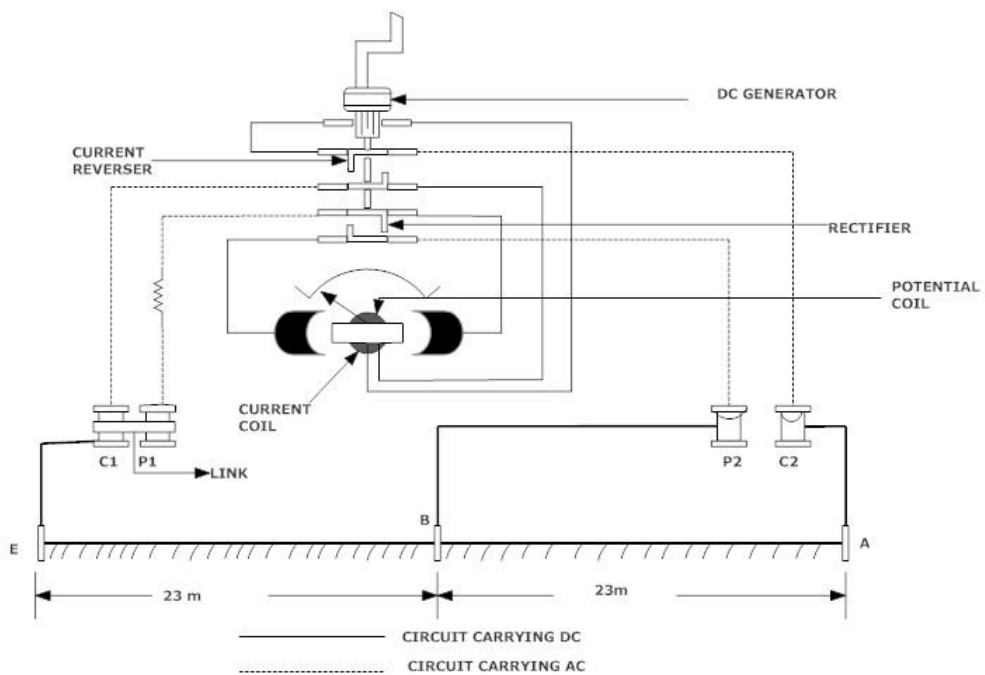 DC GENERATOR
CURRENT
REVERSER
RECTIFIER
POTENTIAL
COIL
CURRENT
COIL
C1 P1
LINK
P2 C2
B
E
A
23 m
23m
CIRCUIT CARRYING DC
CIRCUIT CARRYING AC